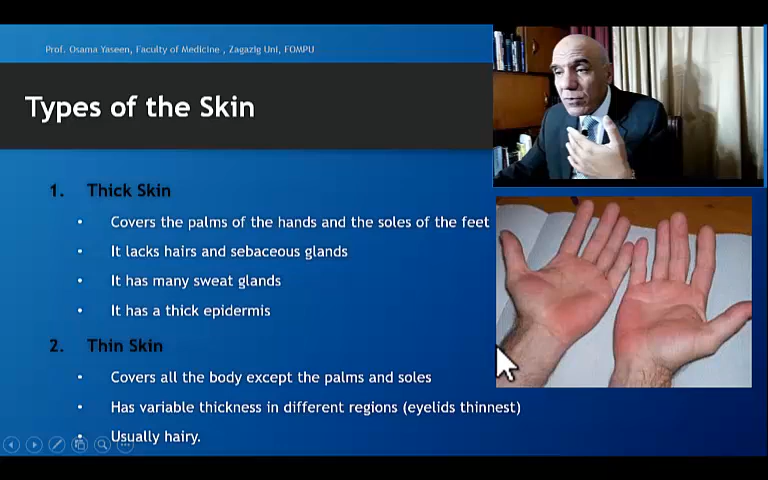 Prof. Osama Yaseen, Faculty of Medicine , Zagazig Uni, FOMPU
Types of the Skin
1. Thick Skin
• Covers the palms of the hands and the soles of the feet
• It lacks hairs and sebaceous glands
• It has many sweat glands
• It has a thick epidermis
2. Thin Skin
• Covers all the body except the palms and soles
• Has variable thickness in different regions (eyelids thinnest)
• Usually hairy.